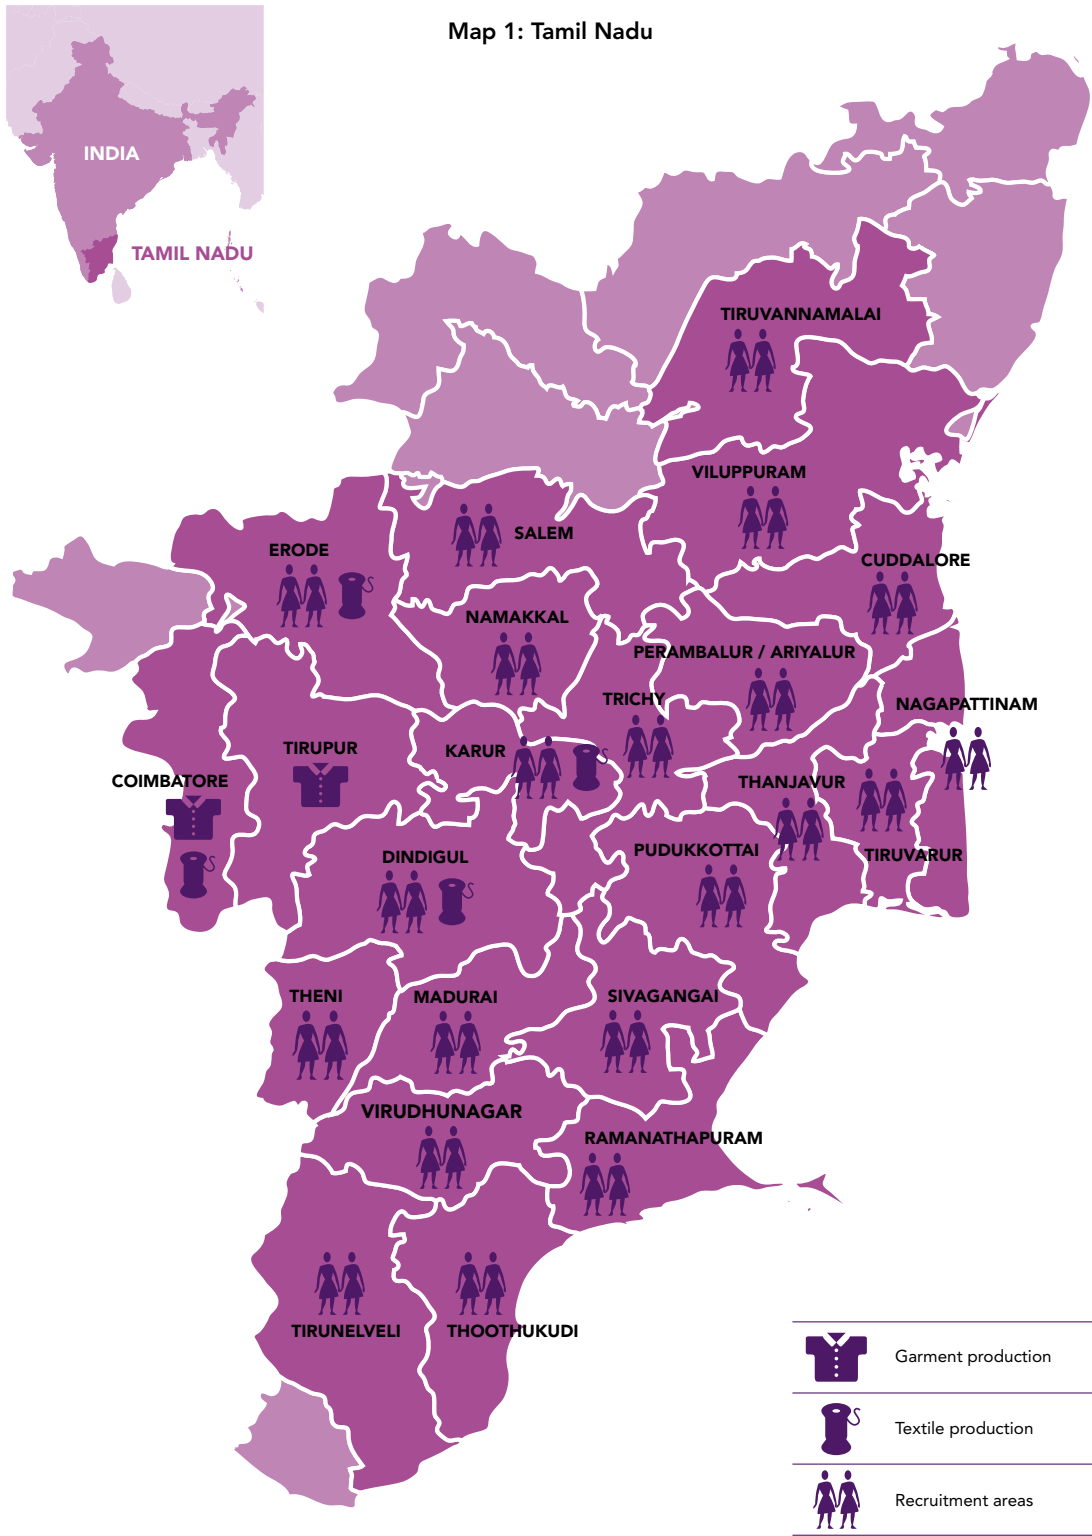 Map 1: Tamil Nadu
INDIA
TAMIL NADU
TIRUVANNAMALAI
VILUPPURAM
SALEM
ERODE
CUDDALORE
NAMAKKAL
PERAMBALUR / ARIYALUR
TRICHY
NAGAPATTINAM
TIRUPUR
KARUR
COIMBATORE
THANJAVUR
PUDUKKOTTAI
TIRUVARUR
DINDIGUL
THENI
MADURAI
SIVAGANGAI
VIRUDHUNAGAR
RAMANATHAPURAM
TIRUNELVELI
THOOTHUKUDI
Garment production
Textile production
Recruitment areas